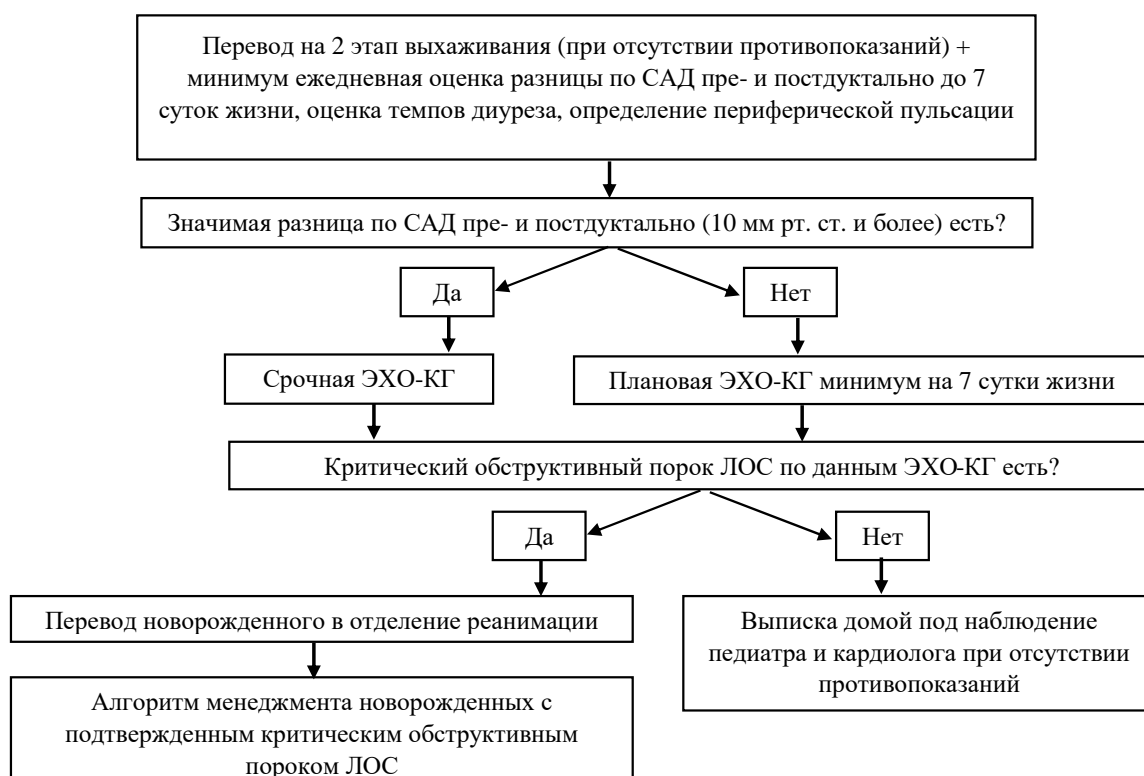 Перевод на 2 этап выхаживания (при отсутствии противопоказаний) +
минимум ежедневная оценка разницы по САД пре- и постдуктально до 7
суток жизни, оценка темпов диуреза, определение периферической пульсации
Значимая разница по САД пре- и постдуктально (10 мм рт. ст. и более) есть?
Да
Нет
Срочная ЭХО-КГ
Плановая ЭХО-КГ минимум на 7 сутки жизни
Критический обструктивный порок ЛОС по данным ЭХО-КГ есть?
Да
Нет
Перевод новорожденного в отделение реанимации
Выписка домой под наблюдение
педиатра и кардиолога при отсутствии
противопоказаний
Алгоритм менеджмента новорожденных с
подтвержденным критическим обструктивным
пороком ЛОС